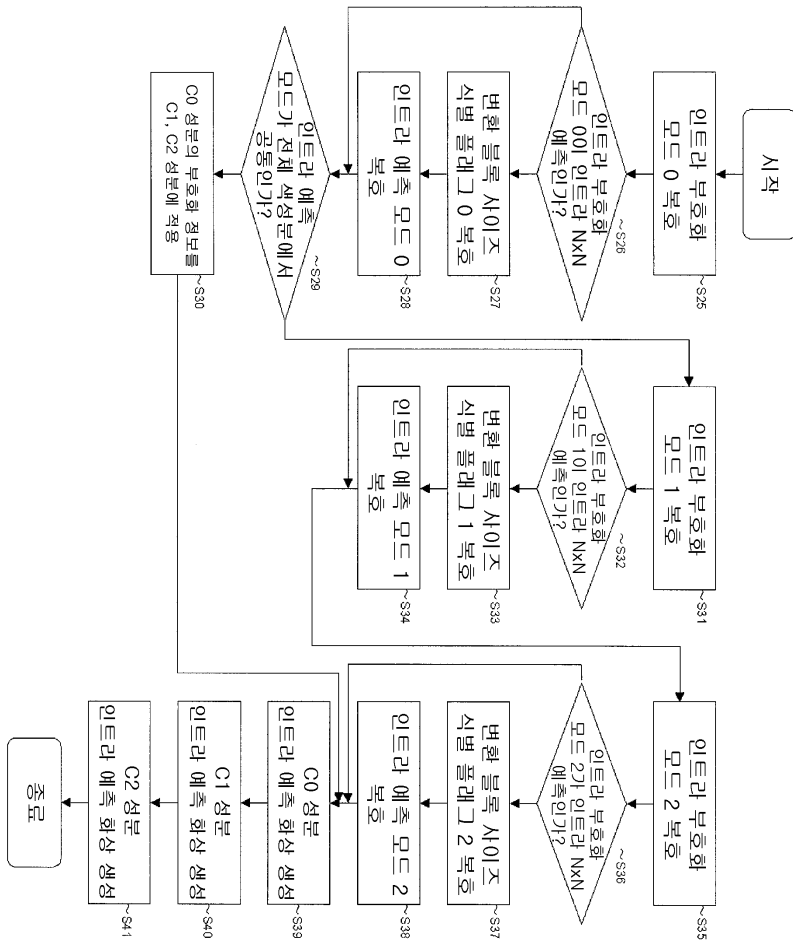 시작
인트라 부호화
모드 0 복호
~S25
인트라 부호화
모드 0이 인트라 NxN
예측인가?
~S26
변환 블록 사이즈
식별 플래그 0 복호
~S27
인트라 예측 모드 0
복호
~S28
인트라 예측
모드가 전체 색성분에서
공통인가?
~S29
C0 성분의 부호화 정보를
C1, C2 성분에 적용
~S30
인트라 부호화
모드 1 복호
~S31
인트라 부호화
모드 1이 인트라 NxN
예측인가?
~S32
변환 블록 사이즈
식별 플래그 1 복호
~S33
인트라 예측 모드 1
복호
~S34
인트라 부호화
모드 2 복호
~S35
인트라 부호화
모드 2가 인트라 NxN
예측인가?
~S36
변환 블록 사이즈
식별 플래그 2 복호
~S37
인트라 예측 모드 2
복호
~S38
C0 성분
인트라 예측 화상 생성
~S39
C1 성분
인트라 예측 화상 생성
~S40
C2 성분
인트라 예측 화상 생성
~S41
종료